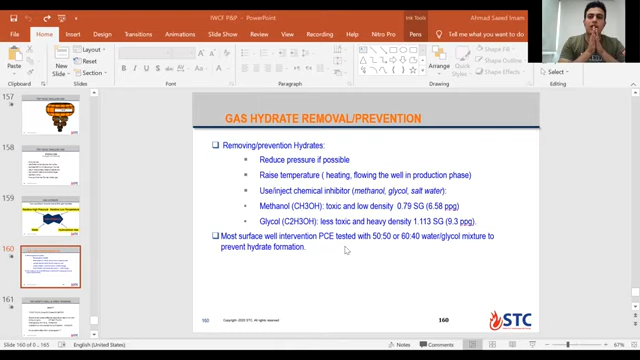 IWCF P&P - PowerPoint
Ink Tools
Ahmad Saeed Imam
File
Home
Insert
Design
Transitions
Animations
Slide Show
Review
View
Pens
Tell me what you want to do
Paste
New
Slide
Layout
Reset
Section
Arrange
Quick
Styles
Shape Fill
Shape Outline
Shape Effects
Select
Clipboard
Slides
Font
Paragraph
Drawing
Editing
157
158
159
160
161
GAS HYDRATE REMOVAL/PREVENTION
Removing/prevention Hydrates:
Reduce pressure if possible
Raise temperature ( heating, flowing the well in production phase)
Use/inject chemical inhibitor (methanol, glycol, salt water)
Methanol (CH3OH): toxic and low density 0.79 SG (6.58 ppg)
Glycol (C2H3OH): less toxic and heavy density 1.113 SG (9.3 ppg).
Most surface well intervention PCE tested with 50:50 or 60:40 water/glycol mixture to
prevent hydrate formation.
160
Copyright 2020 STC, All Right Reserved
160
STC
Slide 160 of 0 , 165
English (United States)
67%